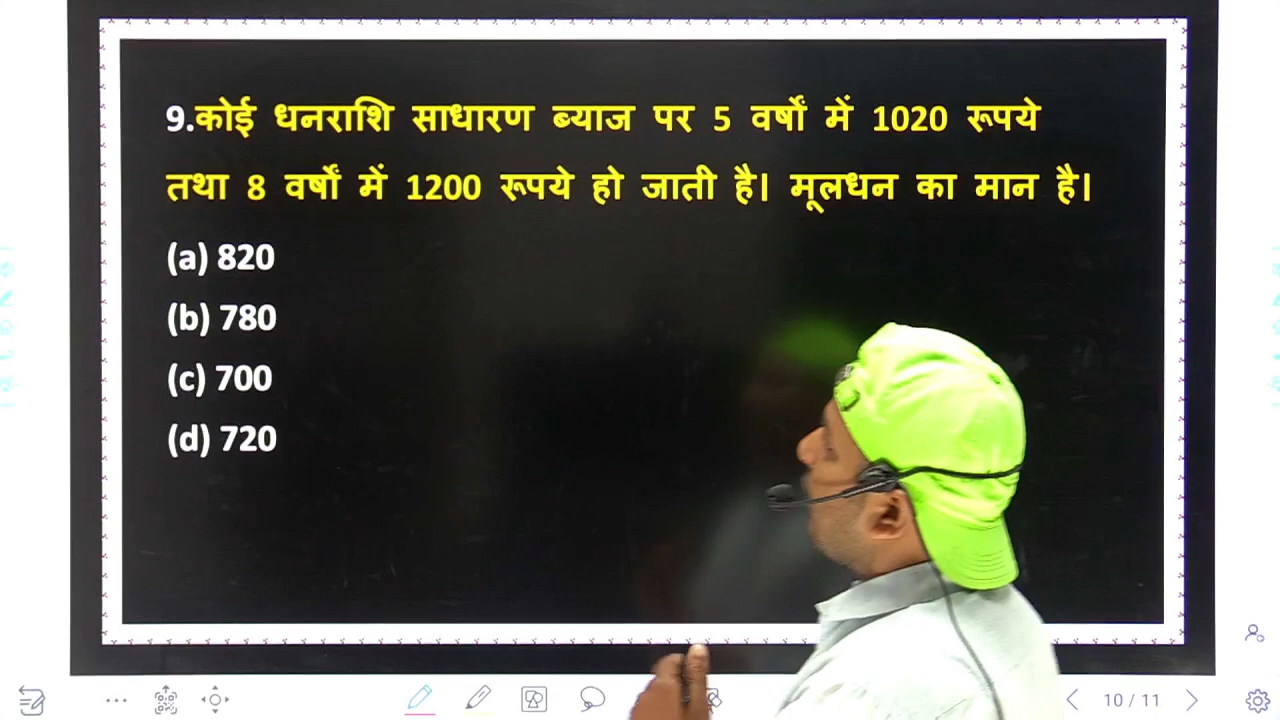 9.कोई धनराशि साधारण ब्याज पर 5 वर्षों में 1020 रूपये
तथा 8 वर्षों में 1200 रूपये हो जाती है। मूलधन का मान है।
(a) 820
(b) 780
(c) 700
(d) 720
10 / 11